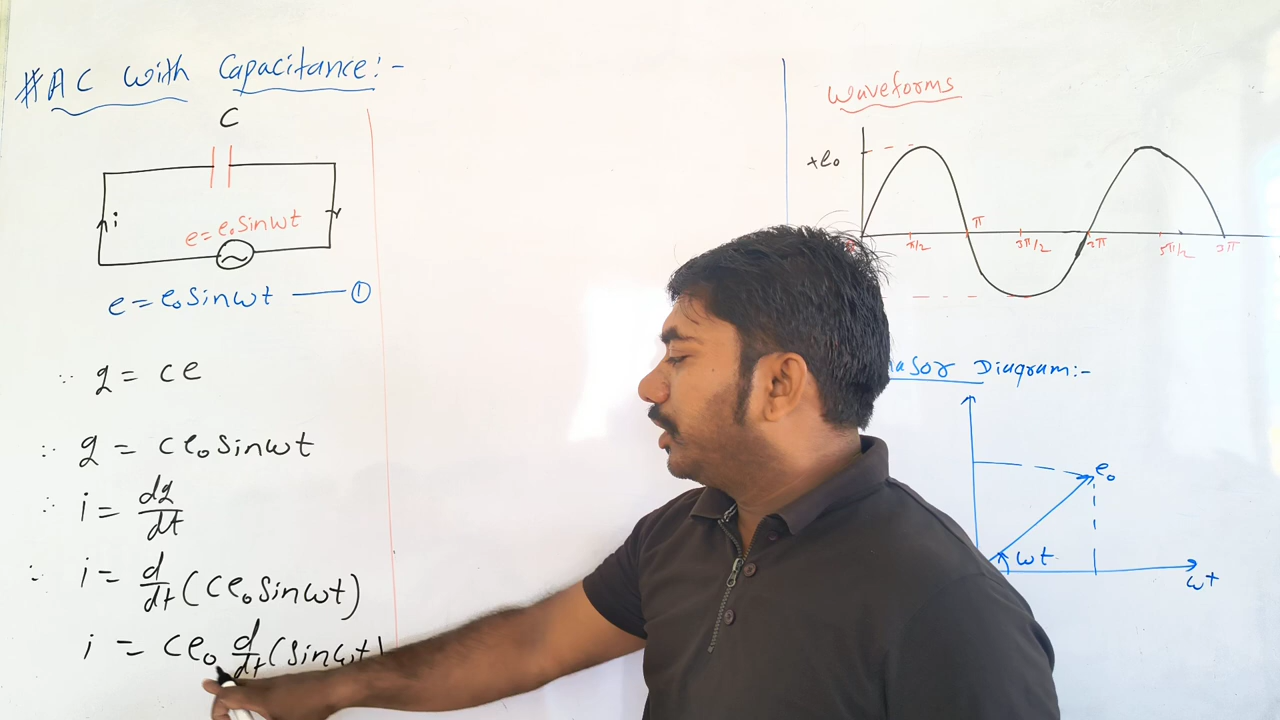 #AC with Capacitance:-
C
i
e=e₀sinωt
e=e₀sinωt —— ①
∵ q = ce
∴ q = ce₀sinωt
∵ i = dq/dt
∴ i = d/dt(ce₀sinωt)
i = ce₀ d/dt(sinωt)
Waveforms
+e₀
π/2 π 3π/2 2π 5π/2 3π
Diagram:-
e₀
ωt
ωt